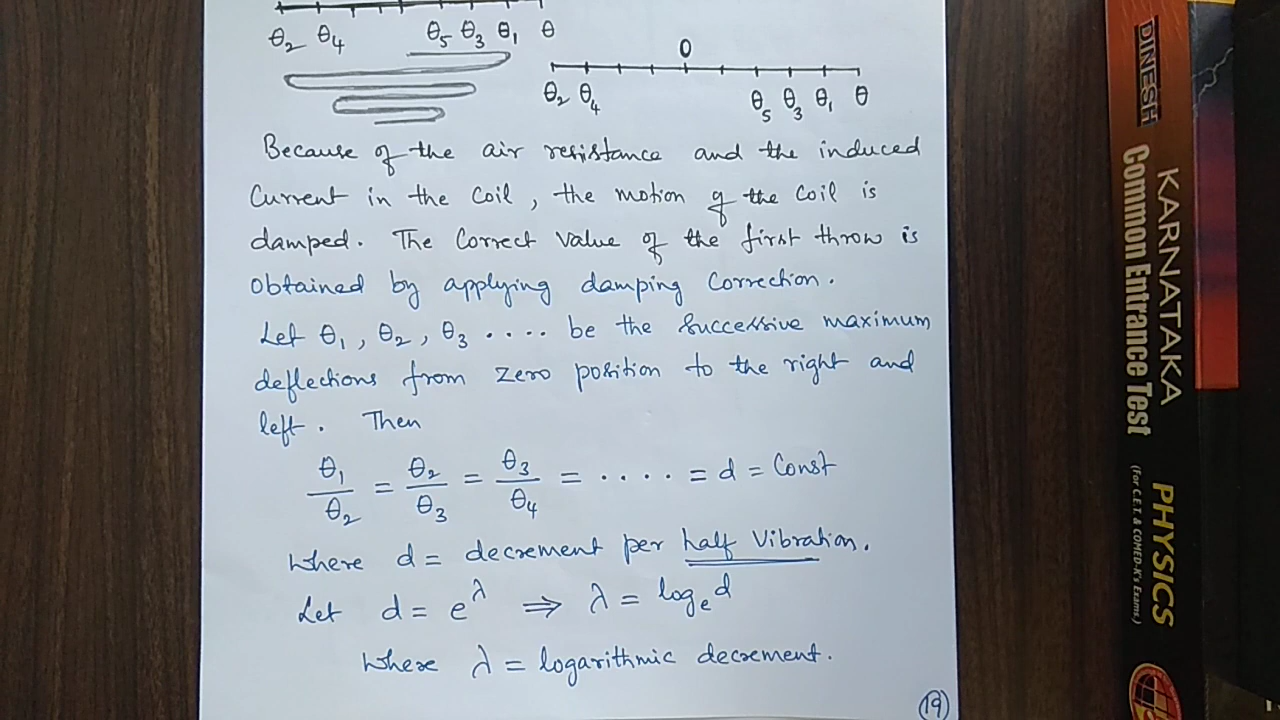 θ₂ θ₄ θ₅ θ₃ θ₁ θ
0
θ₂ θ₄ θ₅ θ₃ θ₁ θ
Because of the air resistance and the induced
Current in the Coil, the motion of the Coil is
damped. The Correct Value of the first throw is
obtained by applying damping Correction.
Let θ₁, θ₂, θ₃ .... be the Successive maximum
deflections from zero position to the right and
left. Then
θ₁/θ₂ = θ₂/θ₃ = θ₃/θ₄ = .... = d = Const
Where d = decrement per half Vibration.
Let d = e^λ ⇒ λ = logₑ d
Where λ = logarithmic decrement.
19
DINESH
KARNATAKA
Common Entrance Test
(For C.E.T. & COMED-K's Exams.)
PHYSICS